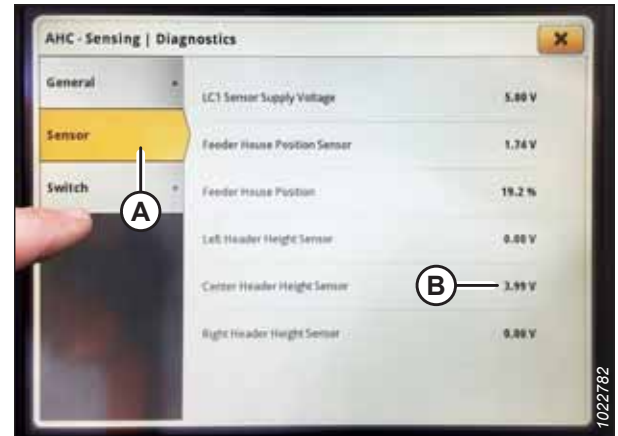 AHC - Sensing | Diagnostics
General
Sensor
Switch
LC1 Sensor Supply Voltage 5.00 V
Feeder House Position Sensor 1.74 V
Feeder House Position 19.2 %
Left Header Height Sensor 0.00 V
Center Header Height Sensor 3.99 V
Right Header Height Sensor 0.00 V
A
B
1022782